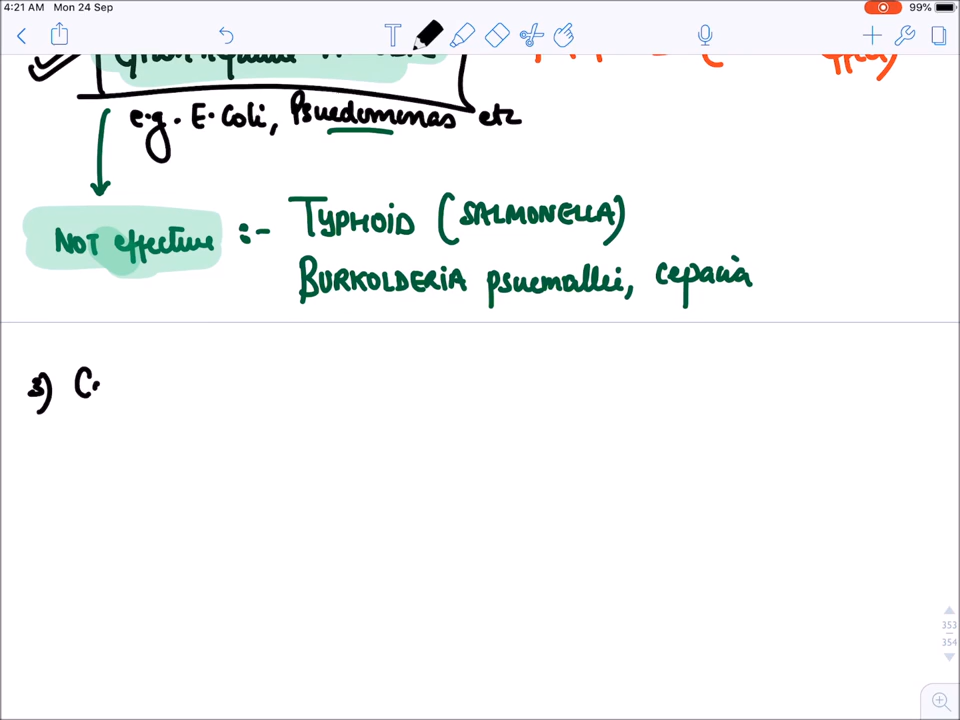 4:21 AM Mon 24 Sep
99%
T
e.g. E. Coli, Psuedomonas etc
NOT effective :- TYPHOID (SALMONELLA)
BURKOLDERIA psuemallei, cepacia
3) C
353
354